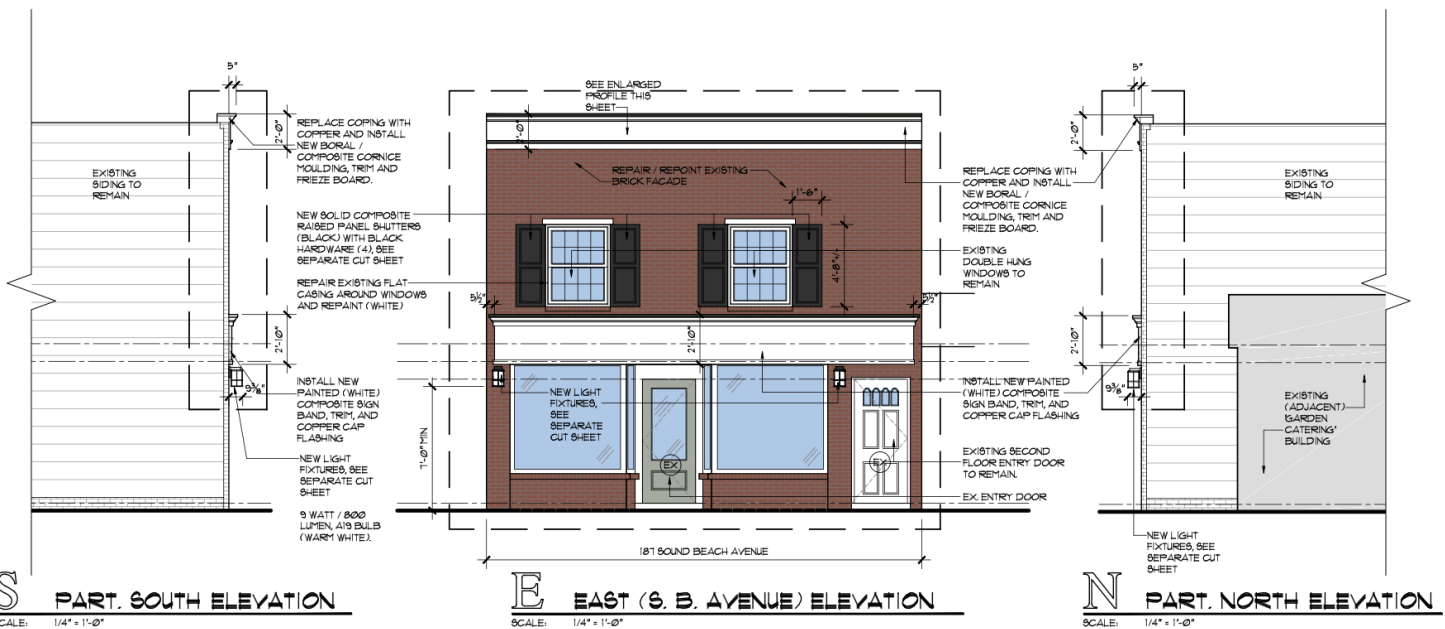 5"
2'-0"
REPLACE COPING WITH
COPPER AND INSTALL
NEW BORAL /
COMPOSITE CORNICE
MOULDING, TRIM AND
FRIEZE BOARD.
EXISTING
SIDING TO
REMAIN
NEW SOLID COMPOSITE
RAISED PANEL SHUTTERS
(BLACK) WITH BLACK
HARDWARE (4), SEE
SEPARATE CUT SHEET
REPAIR EXISTING FLAT
CASING AROUND WINDOWS
AND REPAINT (WHITE)
2'-10"
9⅜"
INSTALL NEW
PAINTED (WHITE)
COMPOSITE SIGN
BAND, TRIM, AND
COPPER CAP
FLASHING
NEW LIGHT
FIXTURES, SEE
SEPARATE CUT
SHEET
9 WATT / 800
LUMEN, A19 BULB
(WARM WHITE).
S PART. SOUTH ELEVATION
SCALE: 1/4" = 1'-0"
SEE ENLARGED
PROFILE THIS
SHEET
2'-0"
REPAIR / REPOINT EXISTING
BRICK FACADE
1'-6"
4'-8"+/-
5½"
5½"
2'-10"
7'-0" MIN
NEW LIGHT
FIXTURES,
SEE
SEPARATE
CUT SHEET
EX
EX
187 SOUND BEACH AVENUE
E EAST (S. B. AVENUE) ELEVATION
SCALE: 1/4" = 1'-0"
REPLACE COPING WITH
COPPER AND INSTALL
NEW BORAL /
COMPOSITE CORNICE
MOULDING, TRIM AND
FRIEZE BOARD.
EXISTING
DOUBLE HUNG
WINDOWS TO
REMAIN
INSTALL NEW PAINTED
(WHITE) COMPOSITE
SIGN BAND, TRIM, AND
COPPER CAP FLASHING
EXISTING SECOND
FLOOR ENTRY DOOR
TO REMAIN.
EX. ENTRY DOOR
5"
2'-0"
2'-10"
9⅜"
EXISTING
SIDING TO
REMAIN
EXISTING
(ADJACENT)
'GARDEN
CATERING'
BUILDING
NEW LIGHT
FIXTURES, SEE
SEPARATE CUT
SHEET
N PART. NORTH ELEVATION
SCALE: 1/4" = 1'-0"